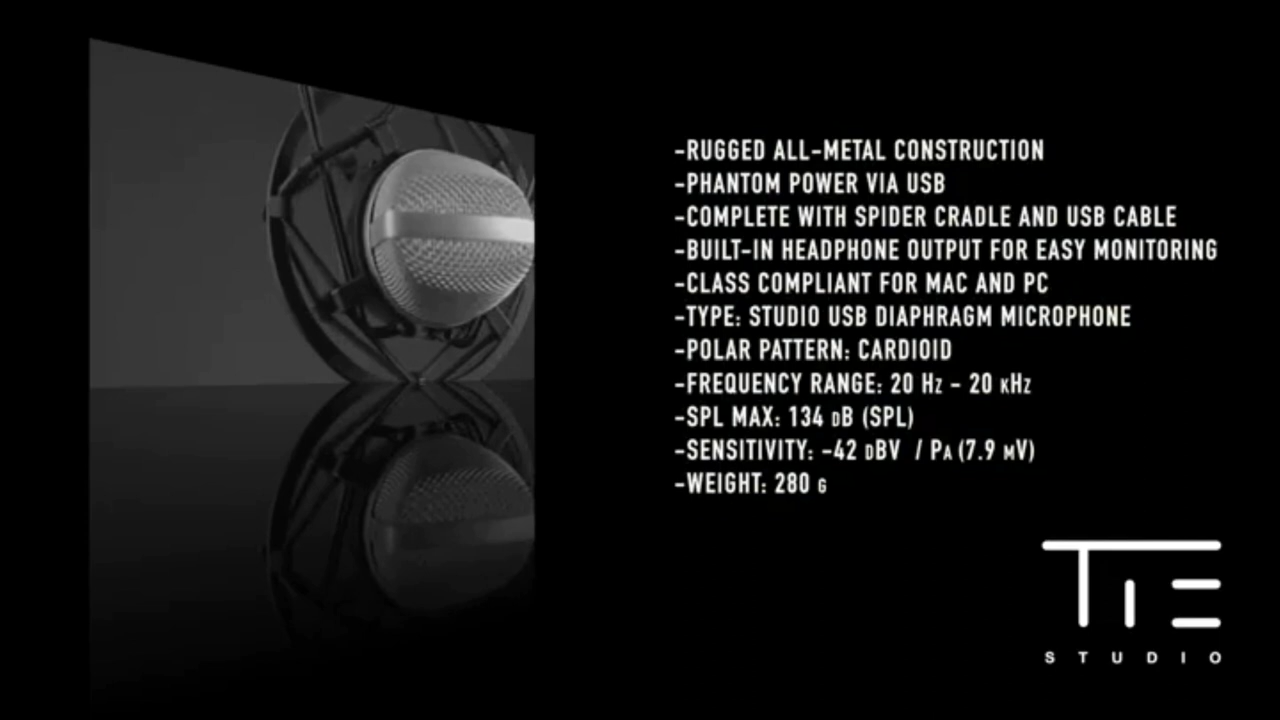 -RUGGED ALL-METAL CONSTRUCTION
-PHANTOM POWER VIA USB
-COMPLETE WITH SPIDER CRADLE AND USB CABLE
-BUILT-IN HEADPHONE OUTPUT FOR EASY MONITORING
-CLASS COMPLIANT FOR MAC AND PC
-TYPE: STUDIO USB DIAPHRAGM MICROPHONE
-POLAR PATTERN: CARDIOID
-FREQUENCY RANGE: 20 Hz - 20 kHz
-SPL MAX: 134 dB (SPL)
-SENSITIVITY: -42 dBV / Pa (7.9 mV)
-WEIGHT: 280 g
TIE
STUDIO